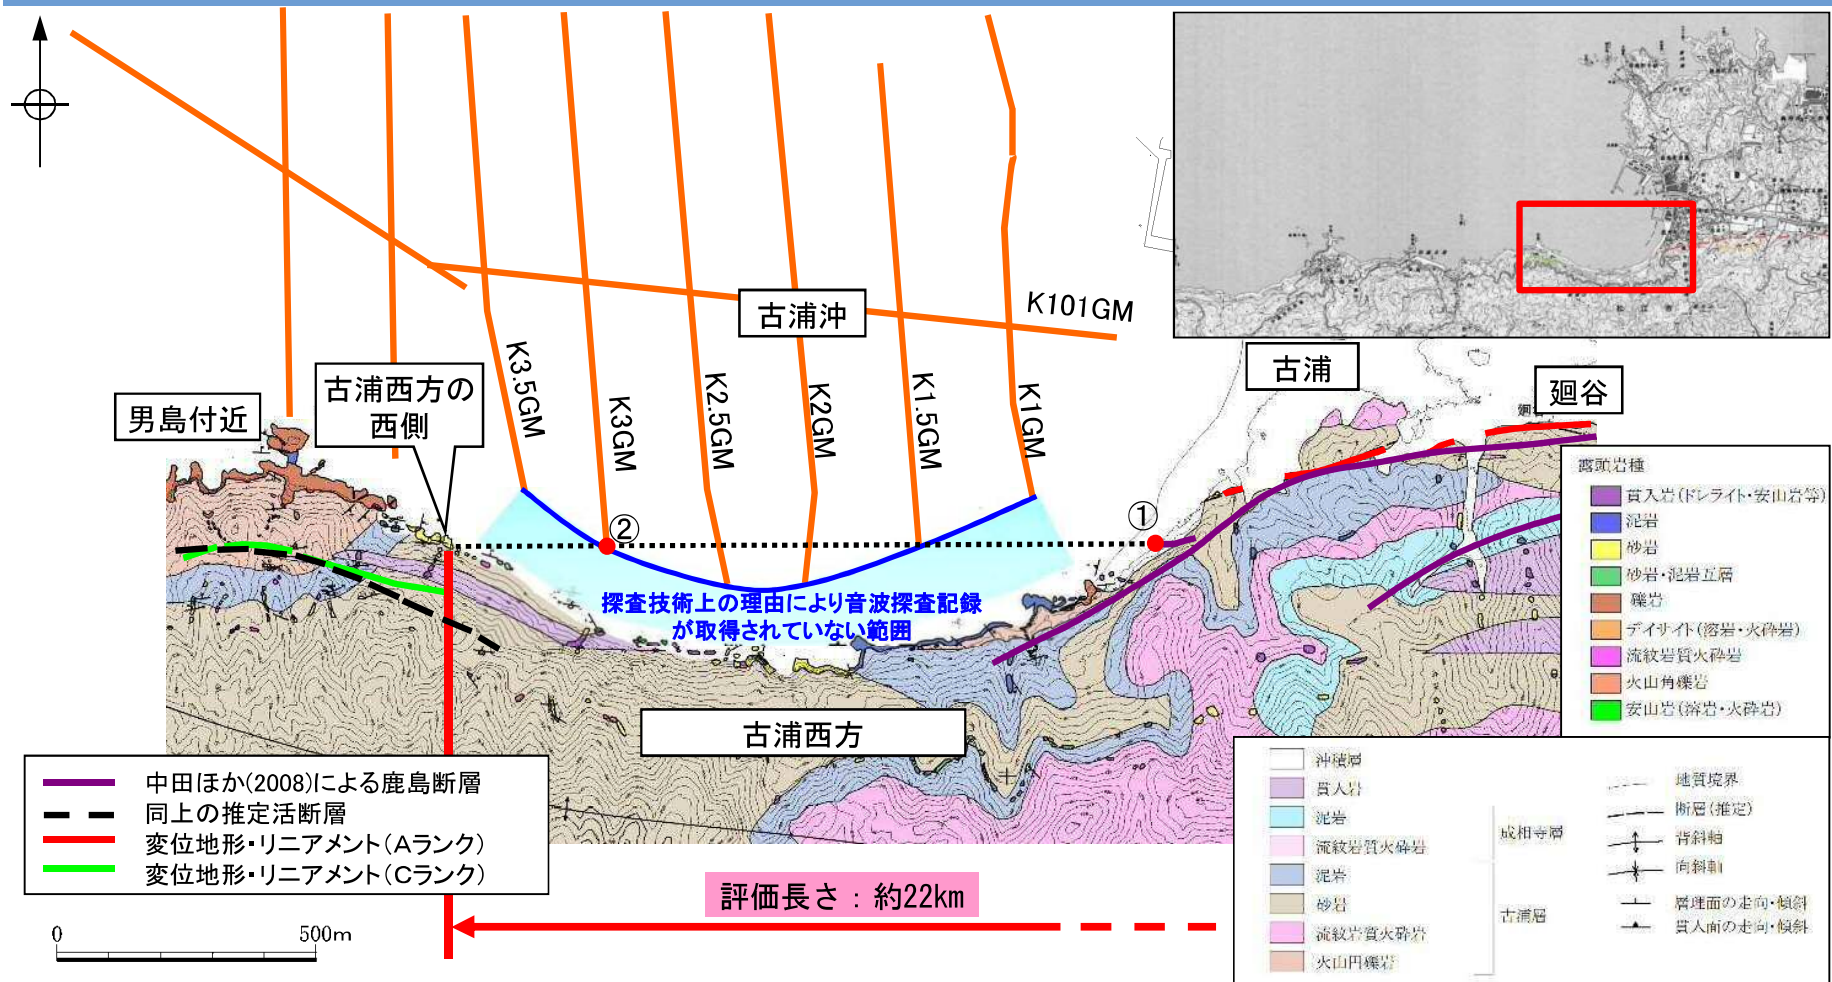 古浦沖
K101GM
K3.5GM
K3GM
K2.5GM
K2GM
K1.5GM
K1GM
男島付近
古浦西方の
西側
古浦
廻谷
②
①
探査技術上の理由により音波探査記録
が取得されていない範囲
古浦西方
露頭岩種
貫入岩(ドレライト・安山岩等)
泥岩
砂岩
砂岩・泥岩互層
礫岩
デイサイト(溶岩・火砕岩)
流紋岩質火砕岩
火山角礫岩
安山岩(溶岩・火砕岩)
中田ほか(2008)による鹿島断層
同上の推定活断層
変位地形・リニアメント(Aランク)
変位地形・リニアメント(Cランク)
評価長さ：約22km
0
500m
沖積層
貫入岩
泥岩
流紋岩質火砕岩
成相寺層
泥岩
砂岩
流紋岩質火砕岩
火山円礫岩
古浦層
地質境界
断層(推定)
背斜軸
向斜軸
層理面の走向・傾斜
貫入面の走向・傾斜